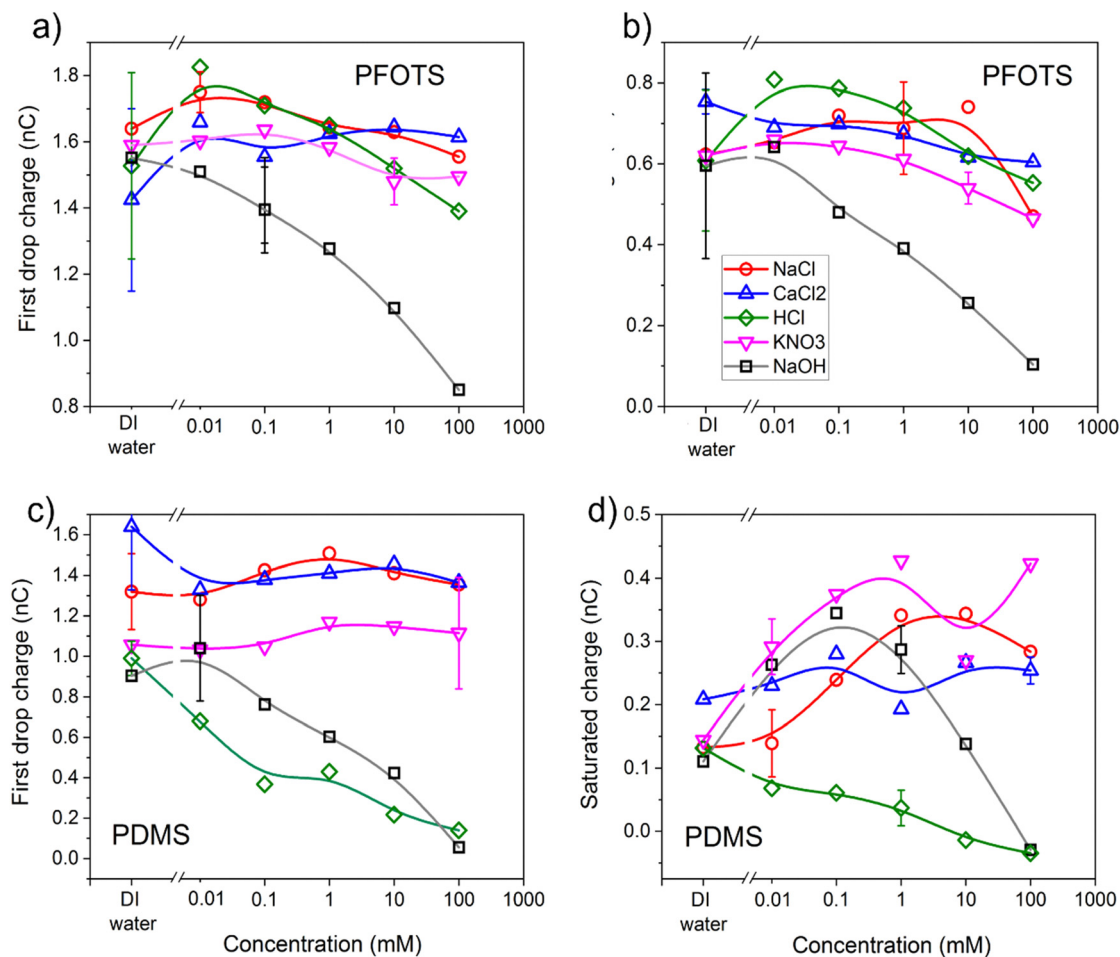 a)
PFOTS
First drop charge (nC)
1.8
1.6
1.4
1.2
1.0
0.8
DI
water
0.01
0.1
1
10
100
1000
b)
PFOTS
0.8
0.6
0.4
0.2
0.0
NaCl
CaCl2
HCl
KNO3
NaOH
DI
water
0.01
0.1
1
10
100
1000
c)
First drop charge (nC)
1.6
1.4
1.2
1.0
0.8
0.6
0.4
0.2
0.0
PDMS
DI
water
0.01
0.1
1
10
100
1000
Concentration (mM)
d)
Saturated charge (nC)
0.5
0.4
0.3
0.2
0.1
0.0
PDMS
DI
water
0.01
0.1
1
10
100
1000
Concentration (mM)